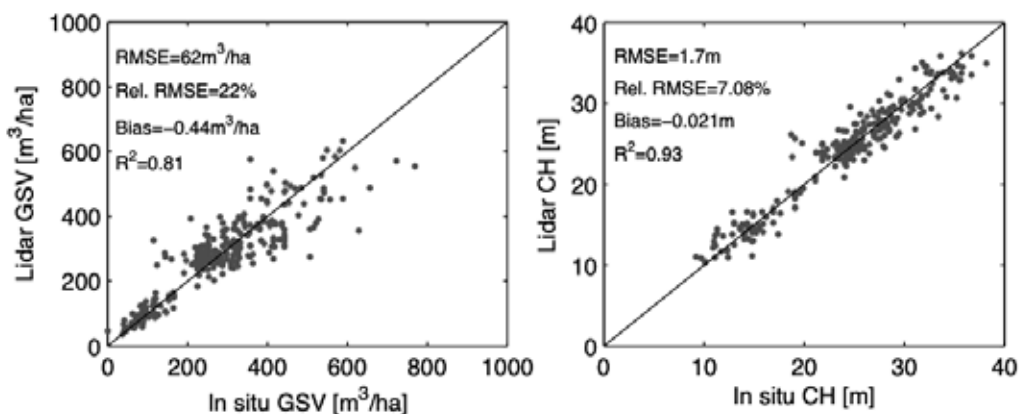 1000
800
600
400
200
0
Lidar GSV [m³/ha]
RMSE=62m³/ha
Rel. RMSE=22%
Bias=−0.44m³/ha
R²=0.81
0 200 400 600 800 1000
In situ GSV [m³/ha]
40
30
20
10
0
Lidar CH [m]
RMSE=1.7m
Rel. RMSE=7.08%
Bias=−0.021m
R²=0.93
0 10 20 30 40
In situ CH [m]